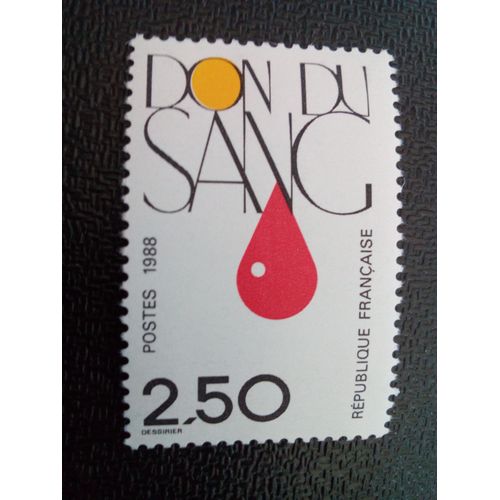 DON DU
SANG
POSTES 1988
RÉPUBLIQUE FRANÇAISE
2,50
DESSIRIER